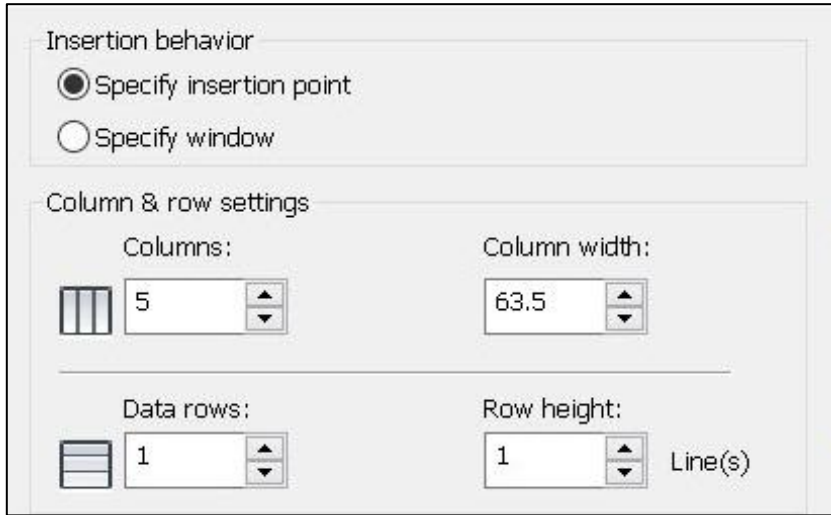 Insertion behavior
Specify insertion point
Specify window
Column & row settings
Columns: Column width:
5 63.5
Data rows: Row height:
1 1 Line(s)